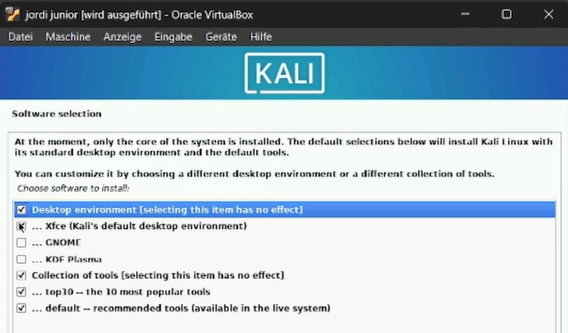 jordi junior [wird ausgeführt] - Oracle VirtualBox
Datei Maschine Anzeige Eingabe Geräte Hilfe
KALI
Software selection
At the moment, only the core of the system is installed. The default selections below will install Kali Linux with
its standard desktop environment and the default tools.
You can customize it by choosing a different desktop environment or a different collection of tools.
Choose software to install:
Desktop environment [selecting this item has no effect]
... Xfce (Kali's default desktop environment)
... GNOME
... KDE Plasma
Collection of tools [selecting this item has no effect]
... top10 -- the 10 most popular tools
... default -- recommended tools (available in the live system)